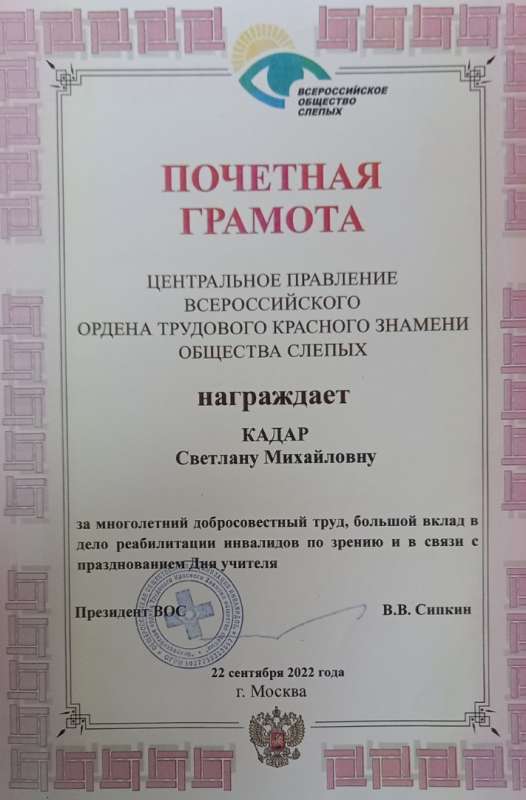 ВСЕРОССИЙСКОЕ
ОБЩЕСТВО
СЛЕПЫХ
ПОЧЕТНАЯ
ГРАМОТА
ЦЕНТРАЛЬНОЕ ПРАВЛЕНИЕ
ВСЕРОССИЙСКОГО
ОРДЕНА ТРУДОВОГО КРАСНОГО ЗНАМЕНИ
ОБЩЕСТВА СЛЕПЫХ
награждает
КАДАР
Светлану Михайловну
за многолетний добросовестный труд, большой вклад в
дело реабилитации инвалидов по зрению и в связи с
празднованием Дня учителя
Президент ВОС
В.В. Сипкин
22 сентября 2022 года
г. Москва